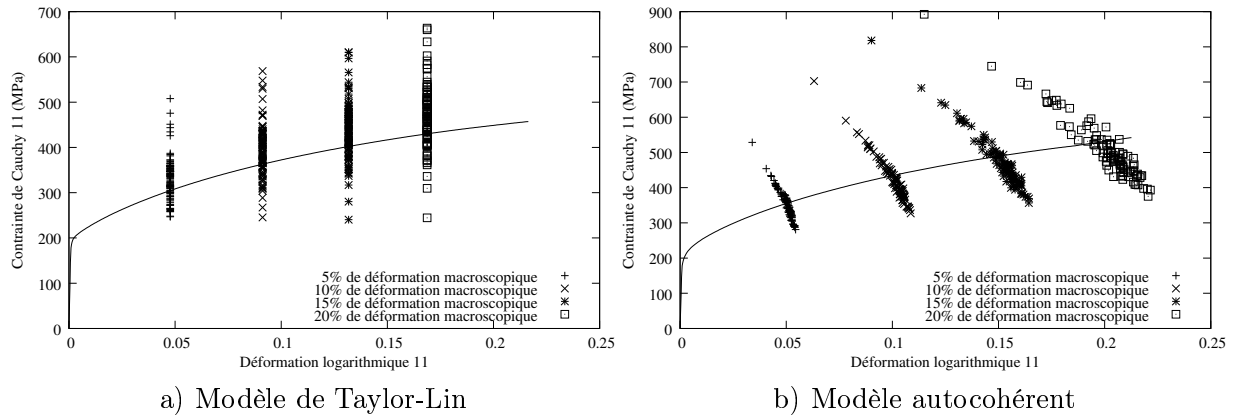 700
600
500
400
300
200
100
0
0
0.05
0.1
0.15
0.2
0.25
Contrainte de Cauchy 11 (MPa)
Déformation logarithmique 11
5% de déformation macroscopique
10% de déformation macroscopique
15% de déformation macroscopique
20% de déformation macroscopique
a) Modèle de Taylor-Lin
900
800
700
600
500
400
300
200
100
0
0
0.05
0.1
0.15
0.2
0.25
Contrainte de Cauchy 11 (MPa)
Déformation logarithmique 11
5% de déformation macroscopique
10% de déformation macroscopique
15% de déformation macroscopique
20% de déformation macroscopique
b) Modèle autocohérent